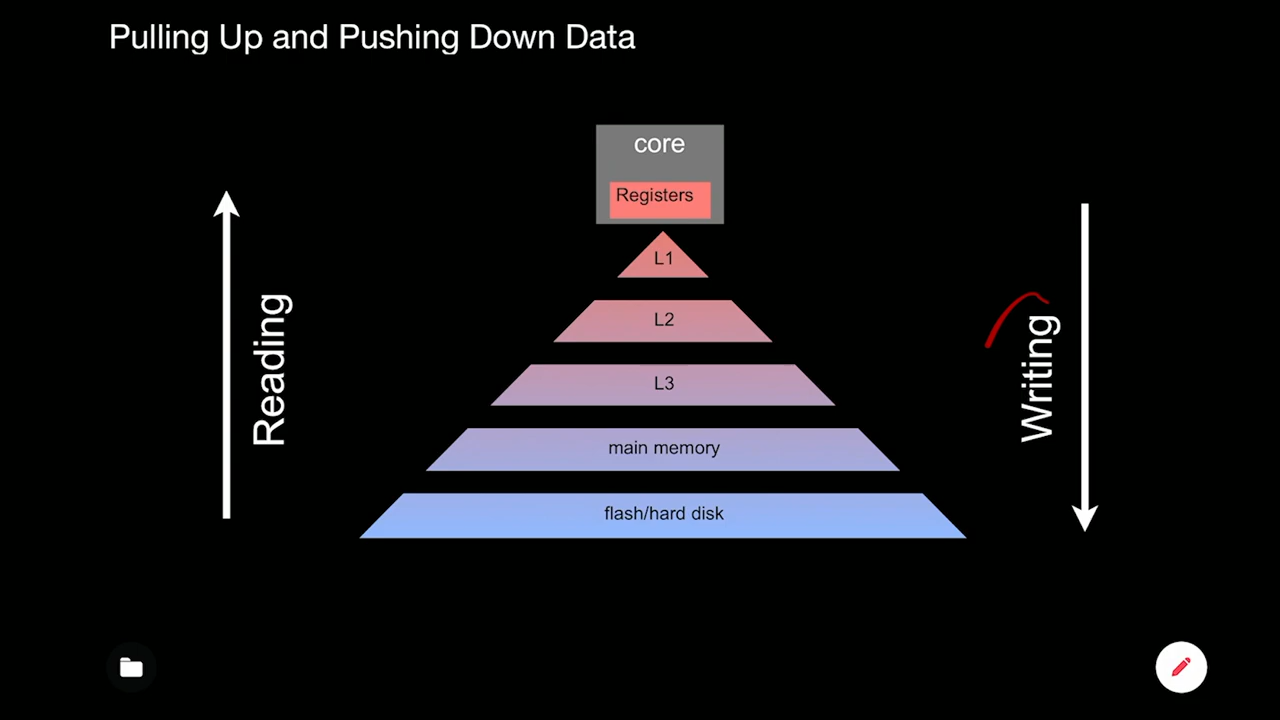 Pulling Up and Pushing Down Data
core
Registers
L1
L2
L3
main memory
flash/hard disk
Reading
Writing